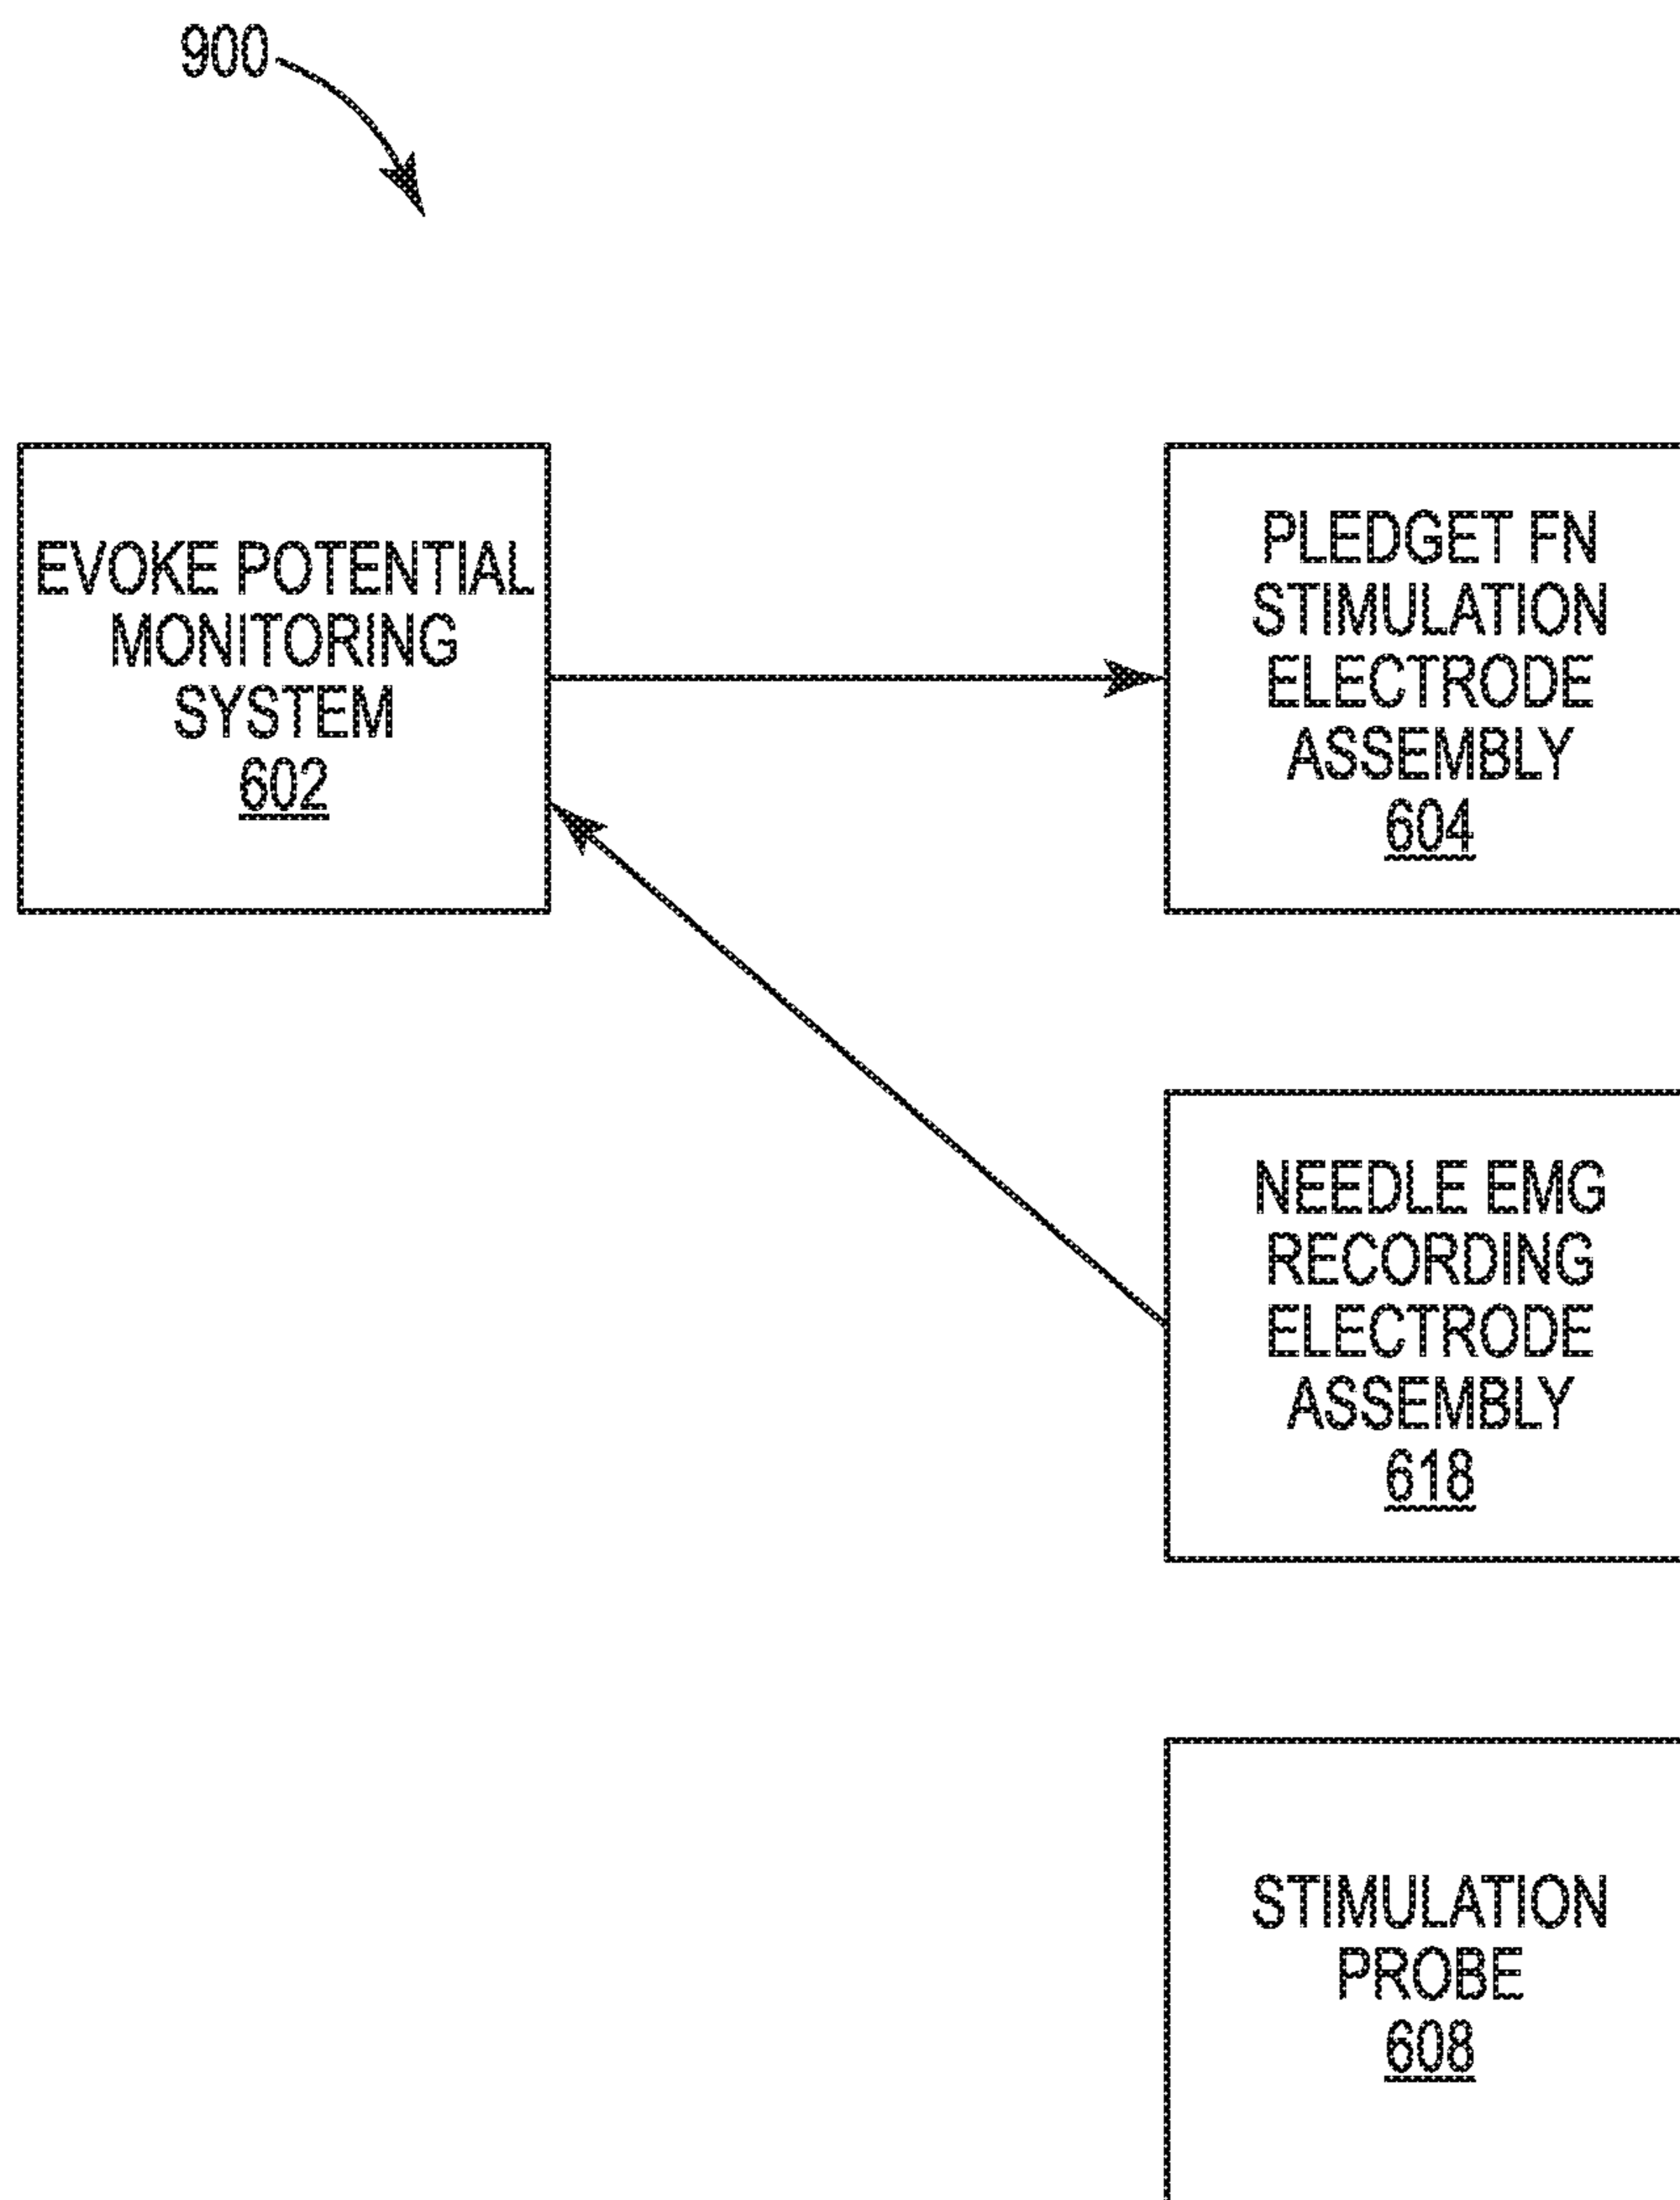 900
EVOKE POTENTIAL
MONITORING
SYSTEM
602
PLEDGET FN
STIMULATION
ELECTRODE
ASSEMBLY
604
NEEDLE EMG
RECORDING
ELECTRODE
ASSEMBLY
618
STIMULATION
PROBE
608